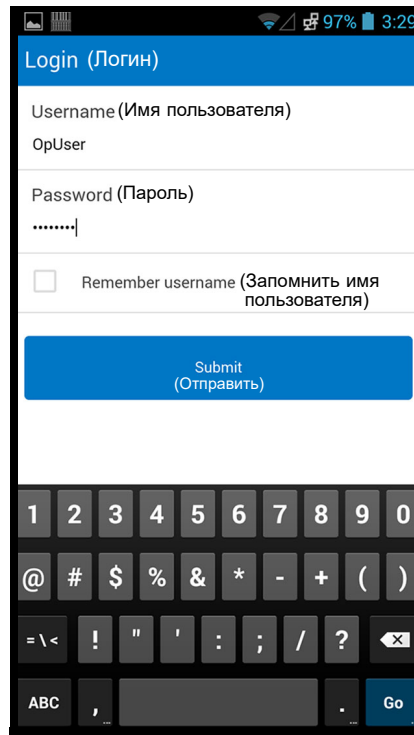 97% 3:29
Login (Логин)
Username (Имя пользователя)
OpUser
Password (Пароль)
••••••••
Remember username (Запомнить имя
пользователя)
Submit
(Отправить)
1 2 3 4 5 6 7 8 9 0
@ # $ % & * - + ( )
= \ < ! " ' : ; / ?
ABC , . Go